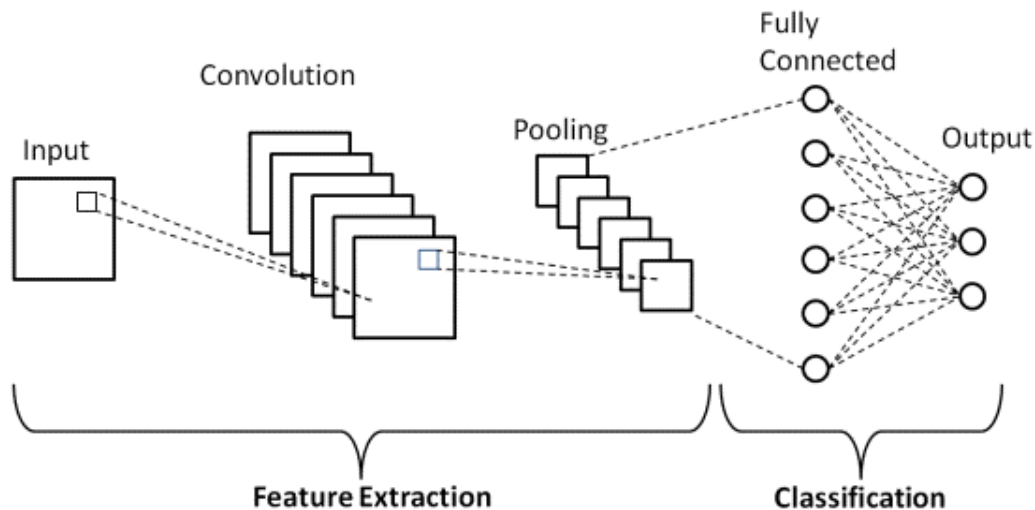 Input
Convolution
Pooling
Fully
Connected
Output
Feature Extraction
Classification